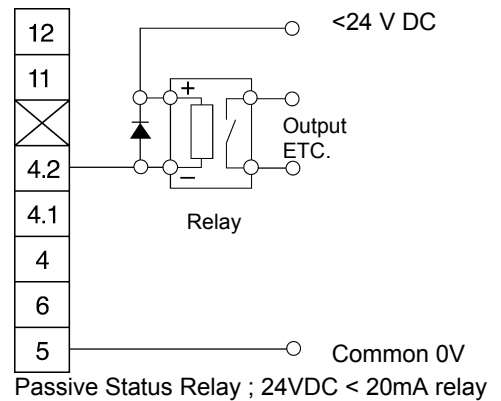 12
11
4.2
4.1
4
6
5
<24 V DC
+
−
Output
ETC.
Relay
Common 0V
Passive Status Relay ; 24VDC < 20mA relay